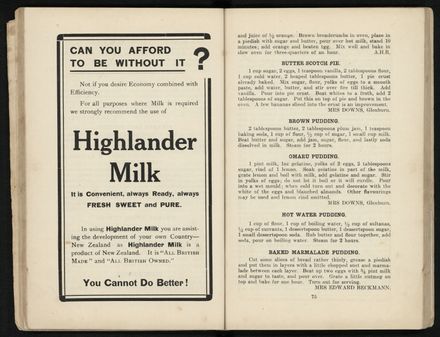 CAN YOU AFFORD
TO BE WITHOUT IT ?
Not if you desire Economy combined with
Efficiency.
For all purposes where Milk is required
we strongly recommend the use of
Highlander
Milk
It is Convenient, always Ready, always
FRESH SWEET and PURE.
In using Highlander Milk you are assist-
ing the development of your own Country—
New Zealand as Highlander Milk is a
product of New Zealand. It is "ALL BRITISH
MADE" and "ALL BRITISH OWNED."
You Cannot Do Better!
and juice of ½ orange. Brown breadcrumbs in oven, place in
a piedish with sugar and butter, pour over hot milk, stand 10
minutes; add orange and beaten egg. Mix well and bake in
slow oven for three-quarters of an hour. A.H.R.
BUTTER SCOTCH PIE.
1 cup sugar, 2 eggs, 1 teaspoon vanilla, 2 tablespoons flour,
1 cup cold water, 2 heaped tablespoons butter, 1 pie crust
already baked. Mix sugar, flour, yolks of eggs to a smooth
paste, add water, butter, and stir over fire till thick. Add
vanilla. Pour into pie crust. Beat whites to a froth, add 2
tablespoons of sugar. Put this on top of pie and brown in the
oven. A few bananas sliced into the crust is an improvement.
MRS DOWNS, Glenburn.
BROWN PUDDING.
2 tablespoons butter, 2 tablespoons plum jam, 1 teaspoon
baking soda, 1 cup of flour, ½ cup of sugar, 1 small cup milk.
Beat butter and sugar, add jam, sugar, flour, and lastly soda
dissolved in milk. Steam for 2 hours.
OMARU PUDDING.
1 pint milk, 1oz gelatine, yolks of 3 eggs, 2 tablespoons
sugar, rind of 1 lemon. Soak gelatine in part of the milk,
grate lemon and boil with milk, add gelatine and sugar. Stir
in yolks of eggs; do not let it boil or it will curdle. Pour
into a wet mould; when cold turn out and decorate with the
white of the eggs and blanched almonds. Other flavourings
may be used and lemon rind omitted.
MRS DOWNS, Glenburn.
HOT WATER PUDDING.
1 cup of flour, 1 cup of boiling water, ½ cup of sultanas,
½ cup of currants, 1 dessertspoon butter, 1 dessertspoon sugar,
1 small dessertspoon soda. Rub butter and flour together, add
soda, pour on boiling water. Steam for 2 hours.
BAKED MARMALADE PUDDING.
Cut some slices of bread rather thinly, grease a piedish
and put them in layers with a little chopped suet and marma-
lade between each layer. Beat up two eggs with ¾ pint milk
and sugar to taste, and pour over. Grate a little nutmeg on
top and bake for one hour. Turn out for serving.
MRS EDWARD BECKMANN.
75